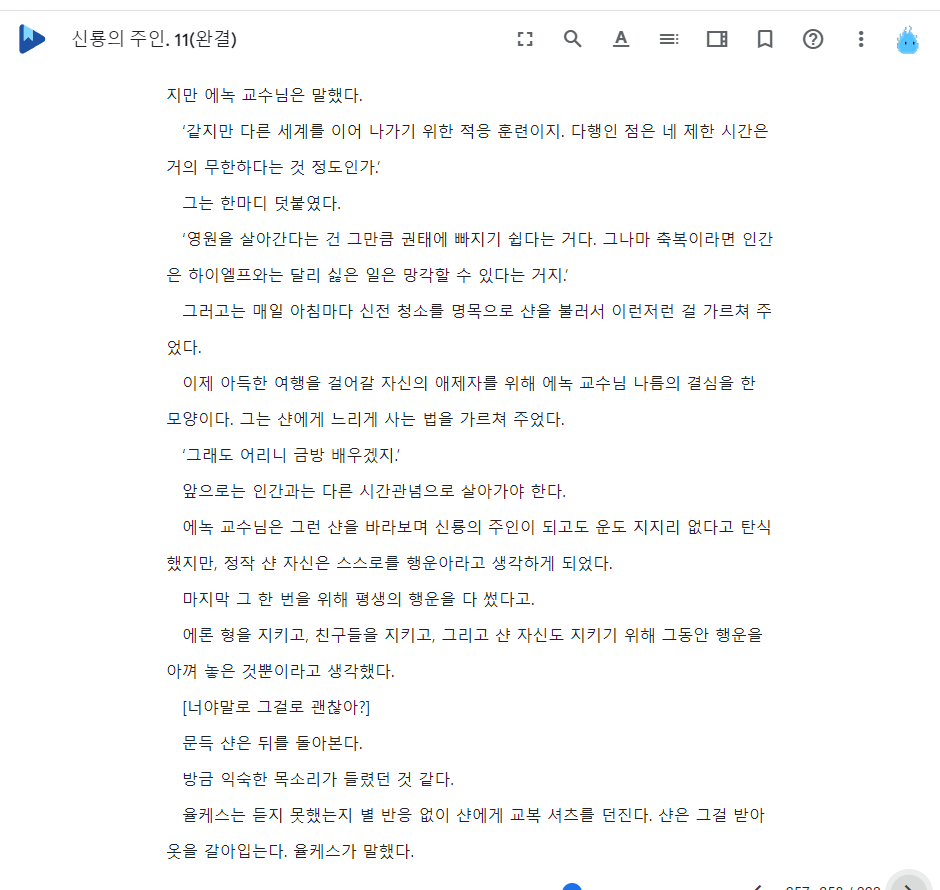 신룡의 주인. 11(완결)
지만 에녹 교수님은 말했다.
‘같지만 다른 세계를 이어 나가기 위한 적응 훈련이지. 다행인 점은 네 제한 시간은
거의 무한하다는 것 정도인가.’
그는 한마디 덧붙였다.
‘영원을 살아간다는 건 그만큼 권태에 빠지기 쉽다는 거다. 그나마 축복이라면 인간
은 하이엘프와는 달리 싫은 일은 망각할 수 있다는 거지.’
그러고는 매일 아침마다 신전 청소를 명목으로 샨을 불러서 이런저런 걸 가르쳐 주
었다.
이제 아득한 여행을 걸어갈 자신의 애제자를 위해 에녹 교수님 나름의 결심을 한
모양이다. 그는 샨에게 느리게 사는 법을 가르쳐 주었다.
‘그래도 어리니 금방 배우겠지.’
앞으로는 인간과는 다른 시간관념으로 살아가야 한다.
에녹 교수님은 그런 샨을 바라보며 신룡의 주인이 되고도 운도 지지리 없다고 탄식
했지만, 정작 샨 자신은 스스로를 행운아라고 생각하게 되었다.
마지막 그 한 번을 위해 평생의 행운을 다 썼다고.
에론 형을 지키고, 친구들을 지키고, 그리고 샨 자신도 지키기 위해 그동안 행운을
아껴 놓은 것뿐이라고 생각했다.
[너야말로 그걸로 괜찮아?]
문득 샨은 뒤를 돌아본다.
방금 익숙한 목소리가 들렸던 것 같다.
율케스는 듣지 못했는지 별 반응 없이 샨에게 교복 셔츠를 던진다. 샨은 그걸 받아
옷을 갈아입는다. 율케스가 말했다.